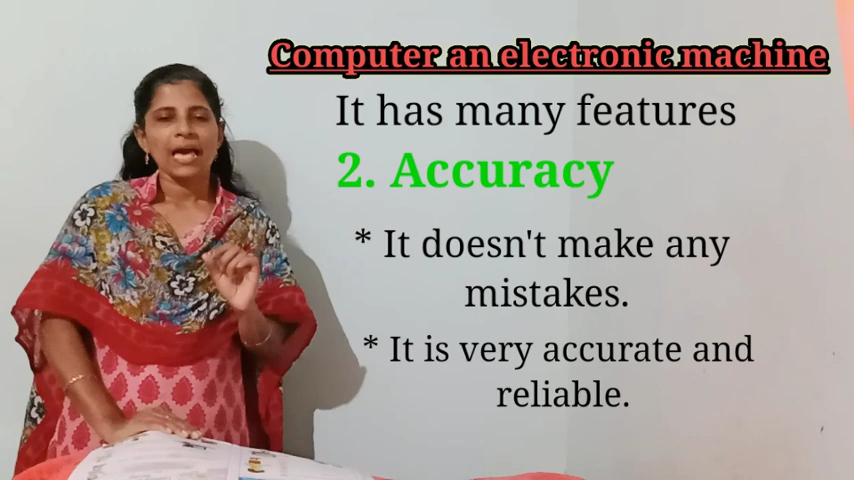 Computer an electronic machine
It has many features
2. Accuracy
* It doesn't make any
mistakes.
* It is very accurate and
reliable.